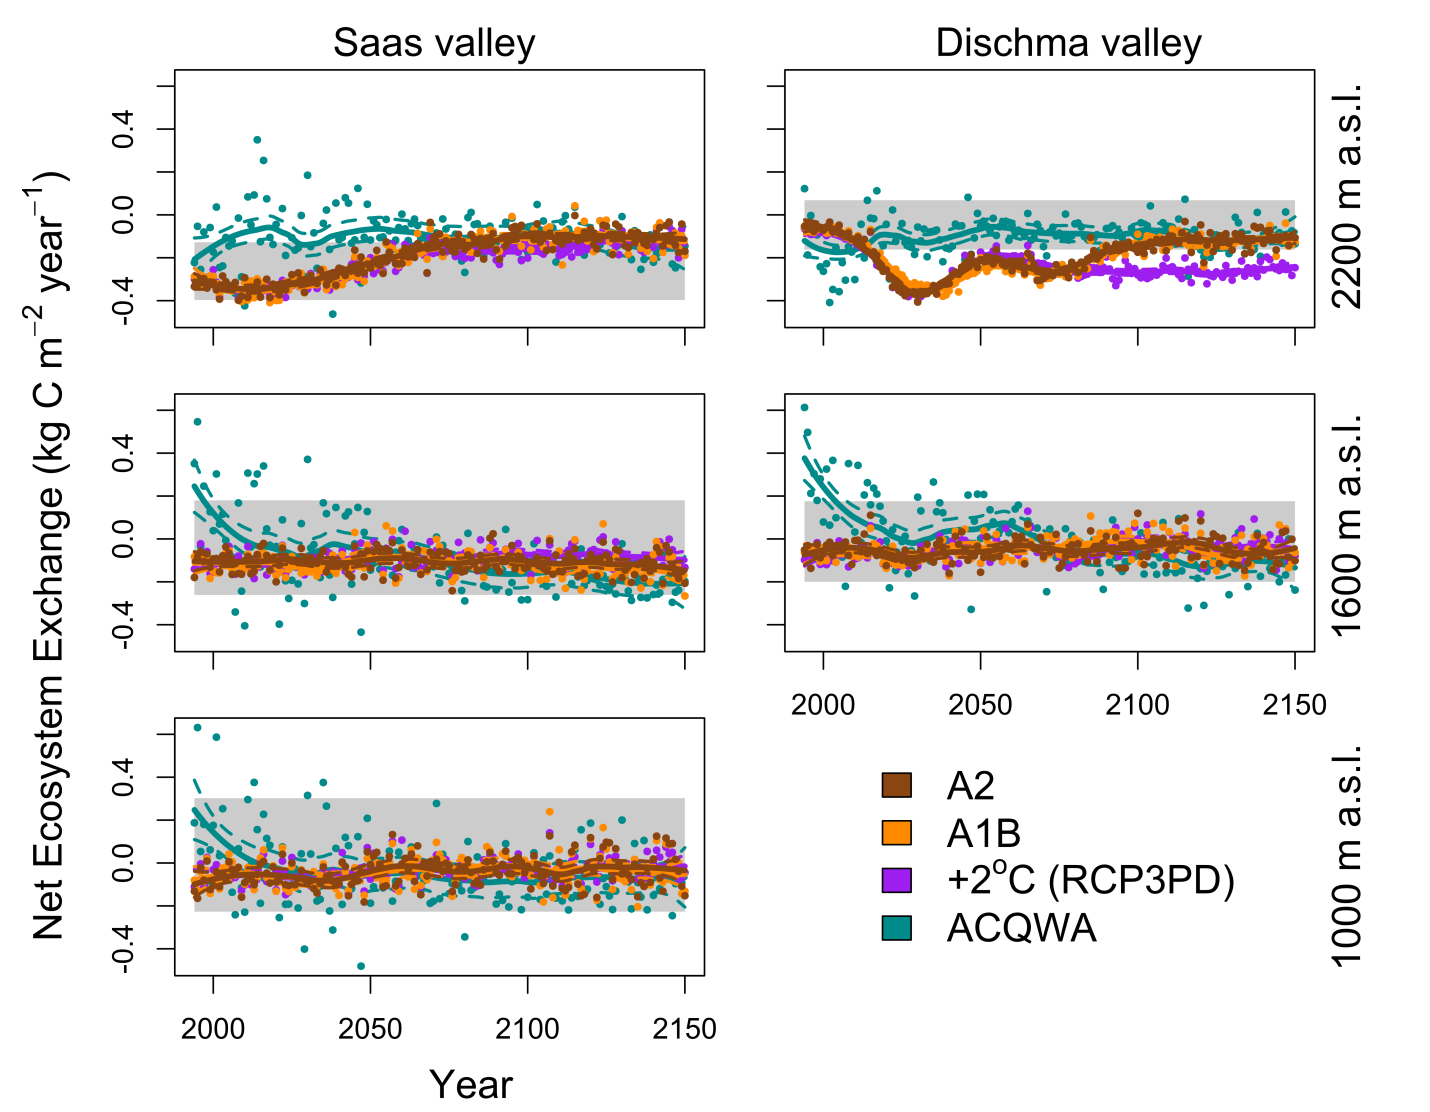 Saas valley
Dischma valley
Net Ecosystem Exchange (kg C m−2 year−1)
0.4
0.0
-0.4
2200 m a.s.l.
0.4
0.0
-0.4
2000 2050 2100 2150
1600 m a.s.l.
0.4
0.0
-0.4
2000 2050 2100 2150
Year
A2
A1B
+2oC (RCP3PD)
ACQWA
1000 m a.s.l.